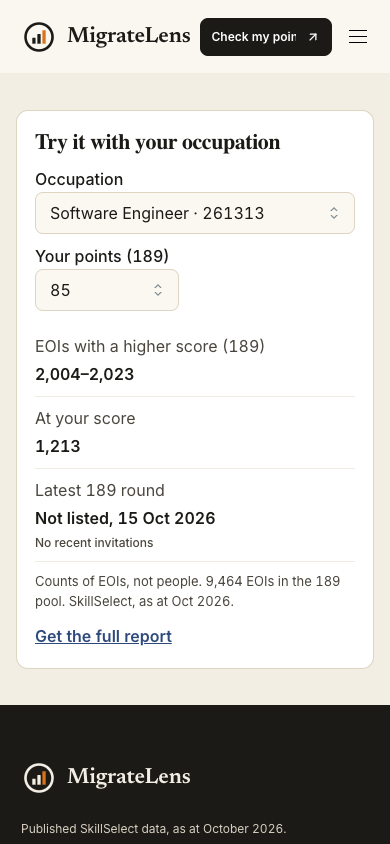 MigrateLens
Check my poin
Try it with your occupation
Occupation
Software Engineer · 261313
Your points (189)
85
EOIs with a higher score (189)
2,004–2,023
At your score
1,213
Latest 189 round
Not listed, 15 Oct 2026
No recent invitations
Counts of EOIs, not people. 9,464 EOIs in the 189
pool. SkillSelect, as at Oct 2026.
Get the full report
MigrateLens
Published SkillSelect data, as at October 2026.